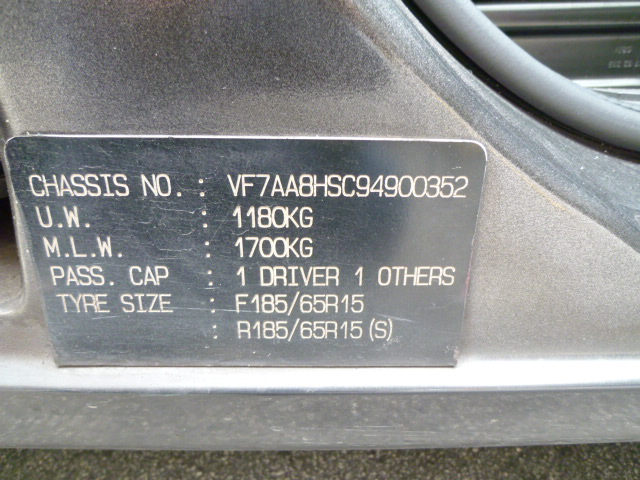 CHASSIS NO. : VF7AA8HSC94900352
U.W. : 1180KG
M.L.W. : 1700KG
PASS. CAP : 1 DRIVER 1 OTHERS
TYRE SIZE : F185/65R15
: R185/65R15 (S)